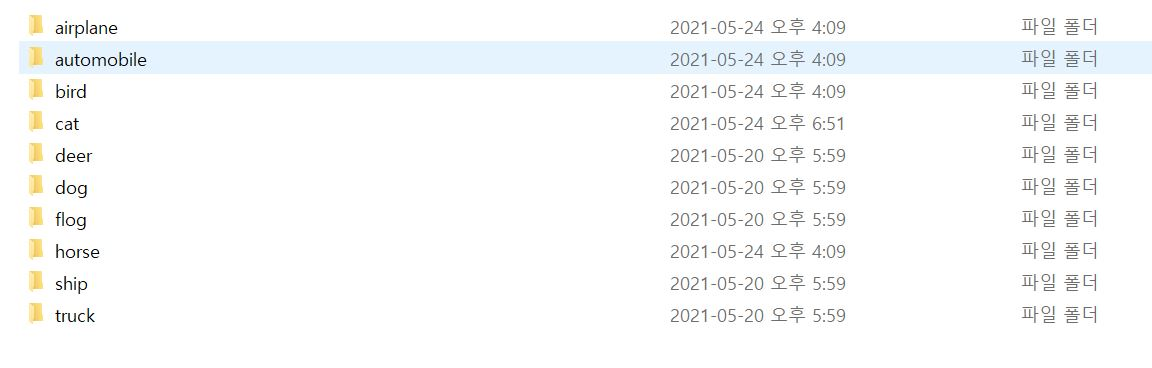 airplane 2021-05-24 오후 4:09 파일 폴더
automobile 2021-05-24 오후 4:09 파일 폴더
bird 2021-05-24 오후 4:09 파일 폴더
cat 2021-05-24 오후 6:51 파일 폴더
deer 2021-05-20 오후 5:59 파일 폴더
dog 2021-05-20 오후 5:59 파일 폴더
flog 2021-05-20 오후 5:59 파일 폴더
horse 2021-05-24 오후 4:09 파일 폴더
ship 2021-05-20 오후 5:59 파일 폴더
truck 2021-05-20 오후 5:59 파일 폴더